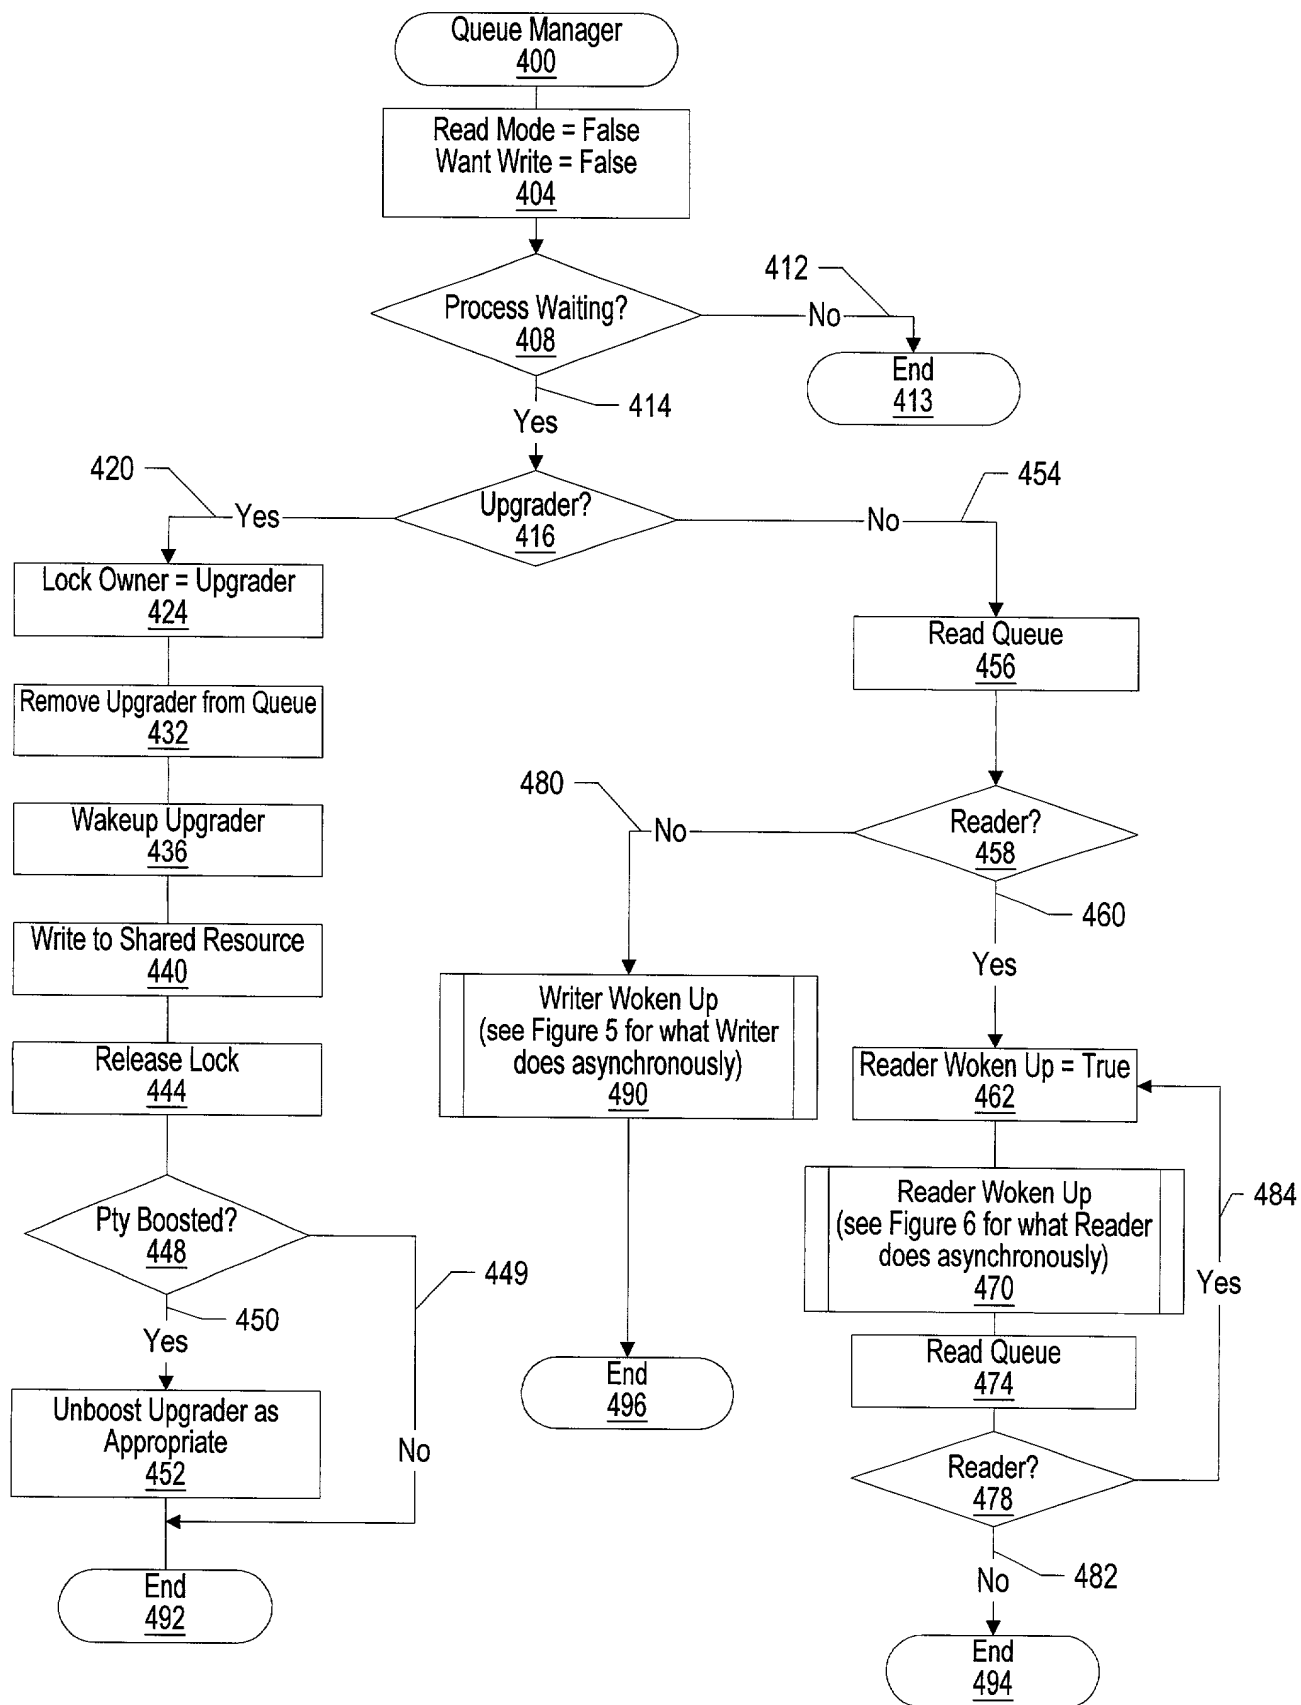 Queue Manager
400
Read Mode = False
Want Write = False
404
Process Waiting?
408
412
No
End
413
414
Yes
Upgrader?
416
420
Yes
454
No
Lock Owner = Upgrader
424
Remove Upgrader from Queue
432
Wakeup Upgrader
436
Write to Shared Resource
440
Release Lock
444
Pty Boosted?
448
449
450
Yes
No
Unboost Upgrader as
Appropriate
452
End
492
Read Queue
456
Reader?
458
480
No
460
Yes
Writer Woken Up
(see Figure 5 for what Writer
does asynchronously)
490
End
496
Reader Woken Up = True
462
Reader Woken Up
(see Figure 6 for what Reader
does asynchronously)
470
484
Yes
Read Queue
474
Reader?
478
482
No
End
494